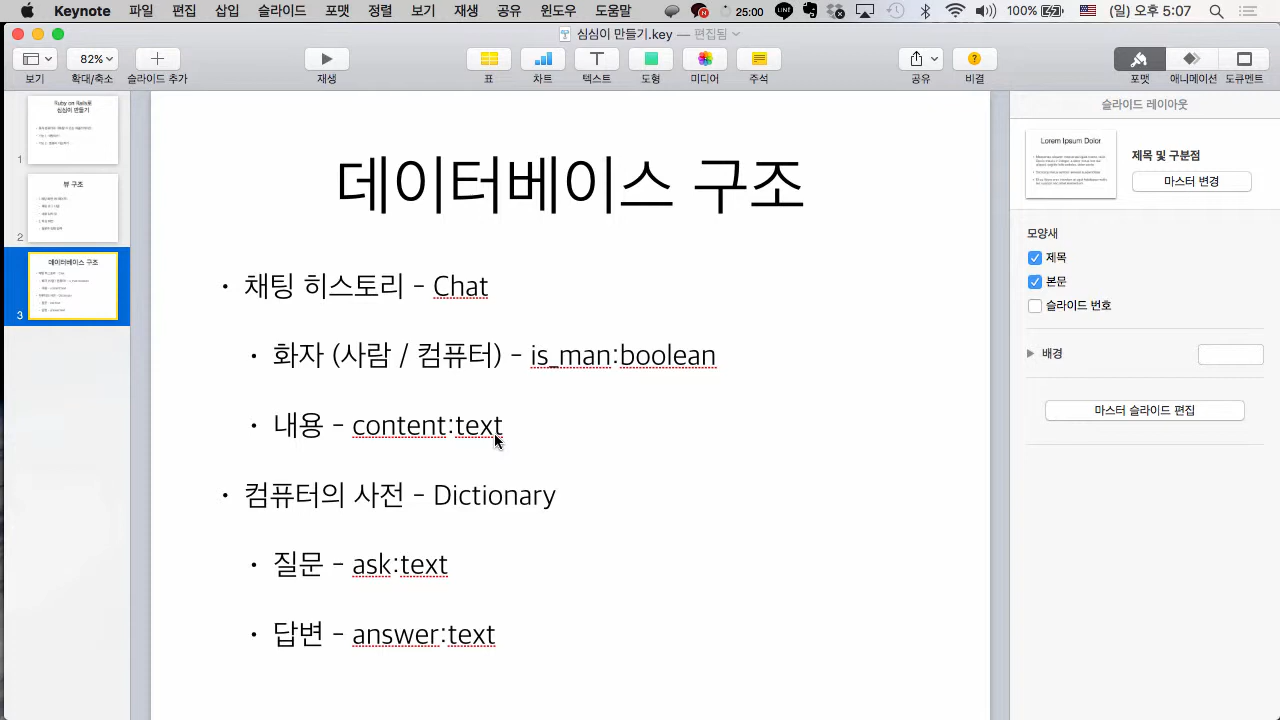 Keynote 파일 편집 삽입 슬라이드 포맷 정렬 보기 재생 공유 윈도우 도움말 25:00 LINE 100% (일) 오후 5:07
심심이 만들기.key — 편집됨
82%
보기 확대/축소 슬라이드 추가 재생 표 차트 텍스트 도형 미디어 주석 공유 비결 포맷 애니메이션 도큐멘트
Ruby on Rails로
심심이 만들기
1
뷰 구조
2
데이터베이스 구조
3
데이터베이스 구조
• 채팅 히스토리 – Chat
• 화자 (사람 / 컴퓨터) – is_man:boolean
• 내용 – content:text
• 컴퓨터의 사전 – Dictionary
• 질문 – ask:text
• 답변 – answer:text
슬라이드 레이아웃
Lorem Ipsum Dolor
제목 및 구분점
마스터 변경
모양새
제목
본문
슬라이드 번호
배경
마스터 슬라이드 편집